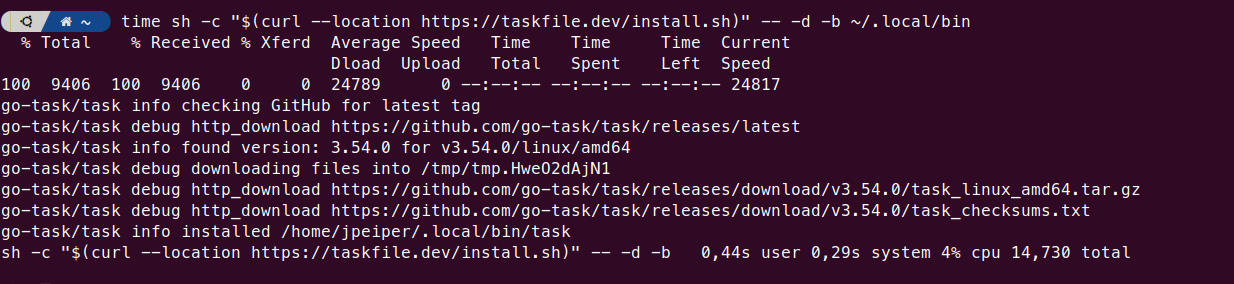 ~ time sh -c "$(curl --location https://taskfile.dev/install.sh)" -- -d -b ~/.local/bin
% Total % Received % Xferd Average Speed Time Time Time Current
Dload Upload Total Spent Left Speed
100 9406 100 9406 0 0 24789 0 --:--:-- --:--:-- --:--:-- 24817
go-task/task info checking GitHub for latest tag
go-task/task debug http_download https://github.com/go-task/task/releases/latest
go-task/task info found version: 3.54.0 for v3.54.0/linux/amd64
go-task/task debug downloading files into /tmp/tmp.HweO2dAjN1
go-task/task debug http_download https://github.com/go-task/task/releases/download/v3.54.0/task_linux_amd64.tar.gz
go-task/task debug http_download https://github.com/go-task/task/releases/download/v3.54.0/task_checksums.txt
go-task/task info installed /home/jpeiper/.local/bin/task
sh -c "$(curl --location https://taskfile.dev/install.sh)" -- -d -b 0,44s user 0,29s system 4% cpu 14,730 total